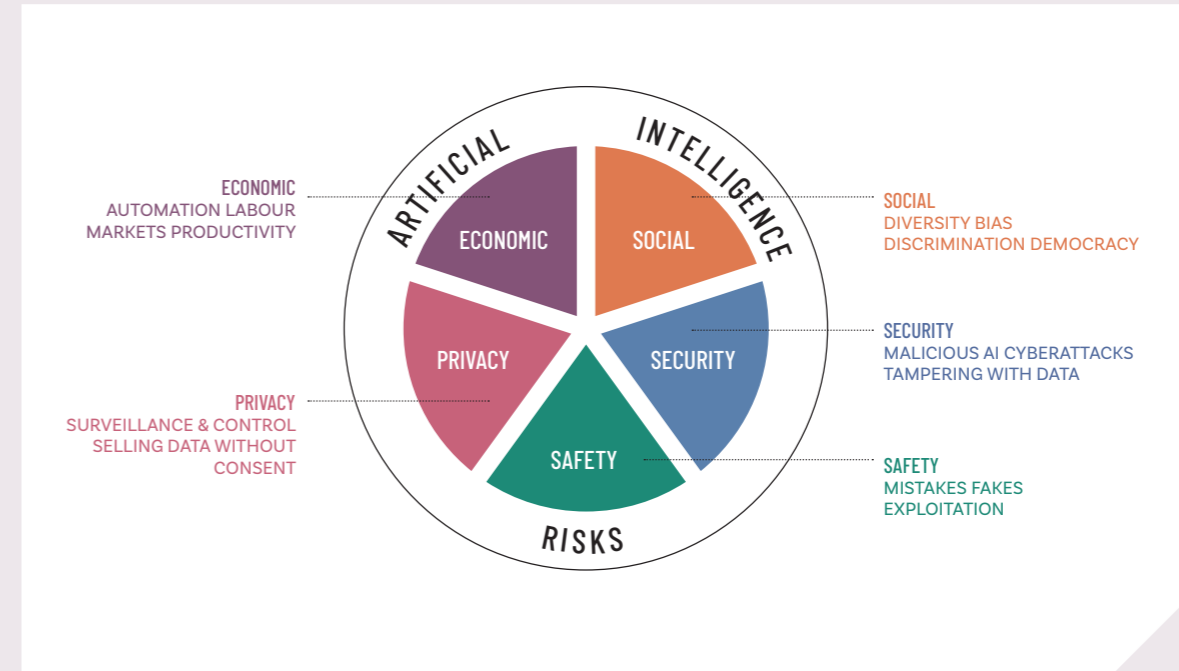 ARTIFICIAL
INTELLIGENCE
RISKS
ECONOMIC
SOCIAL
SECURITY
SAFETY
PRIVACY
ECONOMIC
AUTOMATION LABOUR
MARKETS PRODUCTIVITY
PRIVACY
SURVEILLANCE & CONTROL
SELLING DATA WITHOUT
CONSENT
SOCIAL
DIVERSITY BIAS
DISCRIMINATION DEMOCRACY
SECURITY
MALICIOUS AI CYBERATTACKS
TAMPERING WITH DATA
SAFETY
MISTAKES FAKES
EXPLOITATION